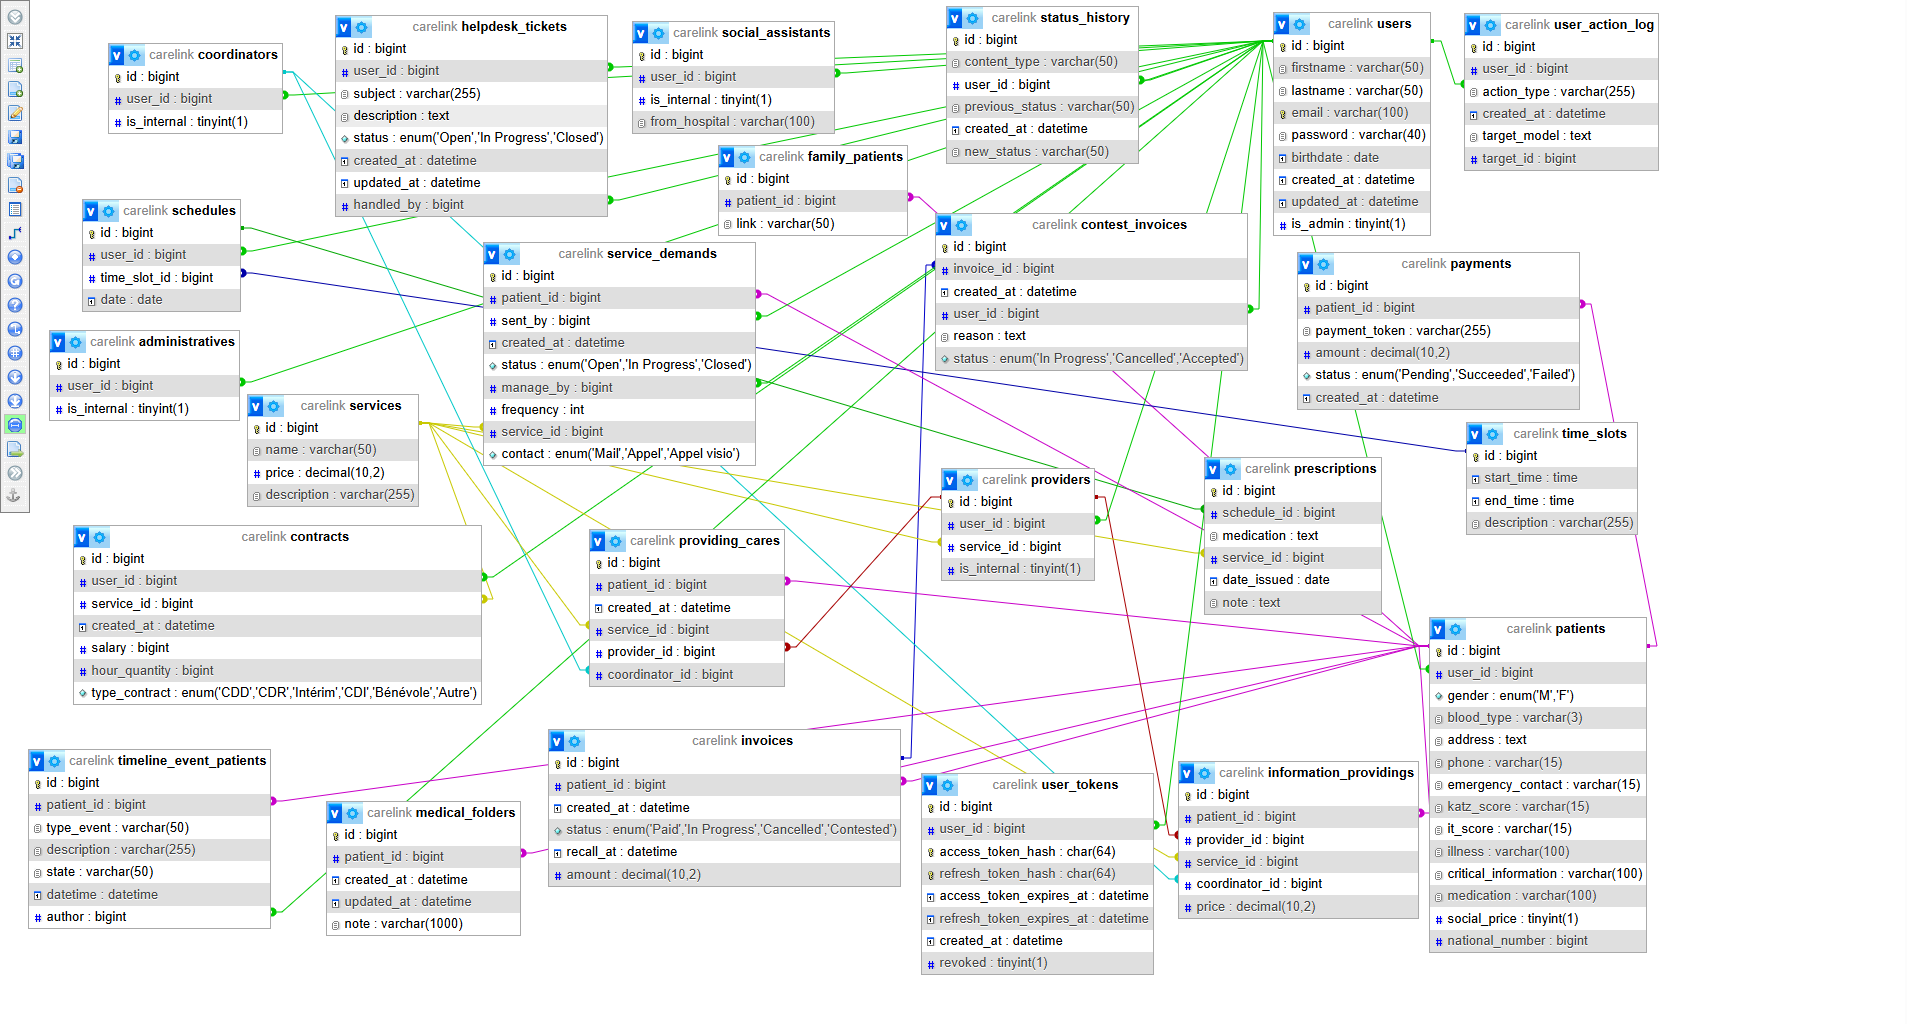 carelink coordinators
id : bigint
user_id : bigint
is_internal : tinyint(1)
carelink helpdesk_tickets
id : bigint
user_id : bigint
subject : varchar(255)
description : text
status : enum('Open','In Progress','Closed')
created_at : datetime
updated_at : datetime
handled_by : bigint
carelink social_assistants
id : bigint
user_id : bigint
is_internal : tinyint(1)
from_hospital : varchar(100)
carelink status_history
id : bigint
content_type : varchar(50)
user_id : bigint
previous_status : varchar(50)
created_at : datetime
new_status : varchar(50)
carelink users
id : bigint
firstname : varchar(50)
lastname : varchar(50)
email : varchar(100)
password : varchar(40)
birthdate : date
created_at : datetime
updated_at : datetime
is_admin : tinyint(1)
carelink user_action_log
id : bigint
user_id : bigint
action_type : varchar(255)
created_at : datetime
target_model : text
target_id : bigint
carelink family_patients
id : bigint
patient_id : bigint
link : varchar(50)
carelink schedules
id : bigint
user_id : bigint
time_slot_id : bigint
date : date
carelink service_demands
id : bigint
patient_id : bigint
sent_by : bigint
created_at : datetime
status : enum('Open','In Progress','Closed')
manage_by : bigint
frequency : int
service_id : bigint
contact : enum('Mail','Appel','Appel visio')
carelink contest_invoices
id : bigint
invoice_id : bigint
created_at : datetime
user_id : bigint
reason : text
status : enum('In Progress','Cancelled','Accepted')
carelink payments
id : bigint
patient_id : bigint
payment_token : varchar(255)
amount : decimal(10,2)
status : enum('Pending','Succeeded','Failed')
created_at : datetime
carelink administratives
id : bigint
user_id : bigint
is_internal : tinyint(1)
carelink services
id : bigint
name : varchar(50)
price : decimal(10,2)
description : varchar(255)
carelink time_slots
id : bigint
start_time : time
end_time : time
description : varchar(255)
carelink providers
id : bigint
user_id : bigint
service_id : bigint
is_internal : tinyint(1)
carelink prescriptions
id : bigint
schedule_id : bigint
medication : text
service_id : bigint
date_issued : date
note : text
carelink contracts
id : bigint
user_id : bigint
service_id : bigint
created_at : datetime
salary : bigint
hour_quantity : bigint
type_contract : enum('CDD','CDR','Intérim','CDI','Bénévole','Autre')
carelink providing_cares
id : bigint
patient_id : bigint
created_at : datetime
service_id : bigint
provider_id : bigint
coordinator_id : bigint
carelink patients
id : bigint
user_id : bigint
gender : enum('M','F')
blood_type : varchar(3)
address : text
phone : varchar(15)
emergency_contact : varchar(15)
katz_score : varchar(15)
it_score : varchar(15)
illness : varchar(100)
critical_information : varchar(100)
medication : varchar(100)
social_price : tinyint(1)
national_number : bigint
carelink timeline_event_patients
id : bigint
patient_id : bigint
type_event : varchar(50)
description : varchar(255)
state : varchar(50)
datetime : datetime
author : bigint
carelink medical_folders
id : bigint
patient_id : bigint
created_at : datetime
updated_at : datetime
note : varchar(1000)
carelink invoices
id : bigint
patient_id : bigint
created_at : datetime
status : enum('Paid','In Progress','Cancelled','Contested')
recall_at : datetime
amount : decimal(10,2)
carelink user_tokens
id : bigint
user_id : bigint
access_token_hash : char(64)
refresh_token_hash : char(64)
access_token_expires_at : datetime
refresh_token_expires_at : datetime
created_at : datetime
revoked : tinyint(1)
carelink information_providings
id : bigint
patient_id : bigint
provider_id : bigint
service_id : bigint
coordinator_id : bigint
price : decimal(10,2)